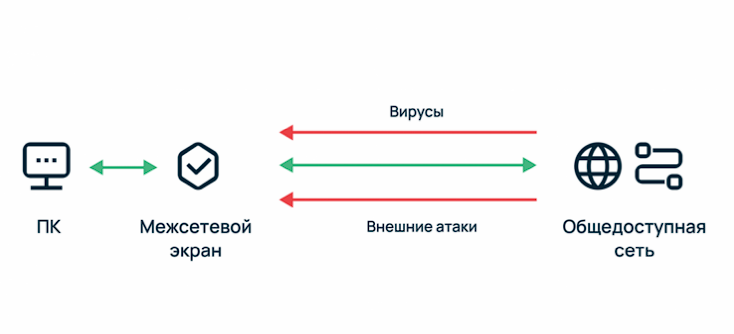 Вирусы
Внешние атаки
ПК
Межсетевой
экран
Общедоступная
сеть